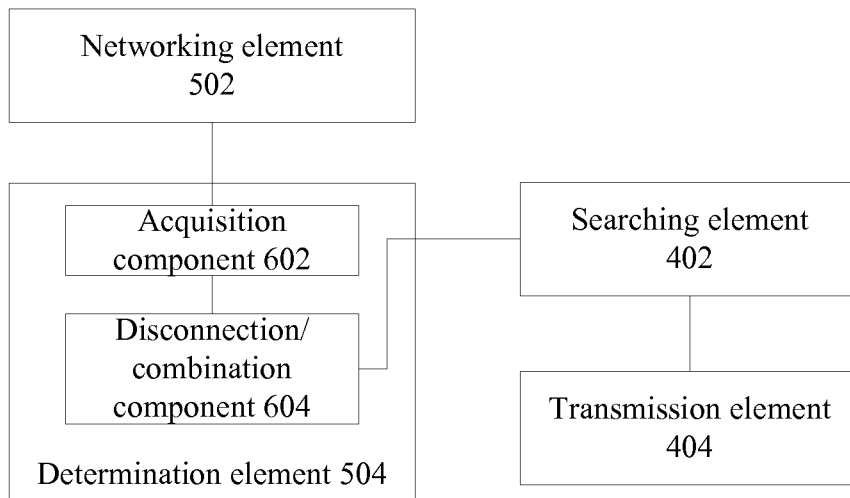 Networking element
502
Acquisition
component 602
Disconnection/
combination
component 604
Determination element 504
Searching element
402
Transmission element
404